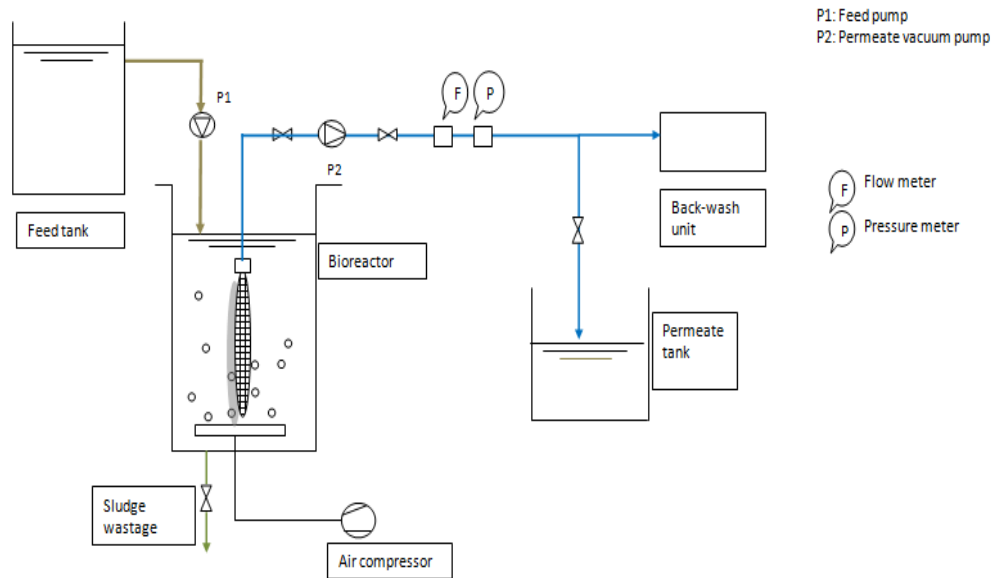 P1: Feed pump
P2: Permeate vacuum pump
F
P
P1
P2
Feed tank
Bioreactor
Back-wash
unit
F
Flow meter
P
Pressure meter
Permeate
tank
Sludge
wastage
Air compressor